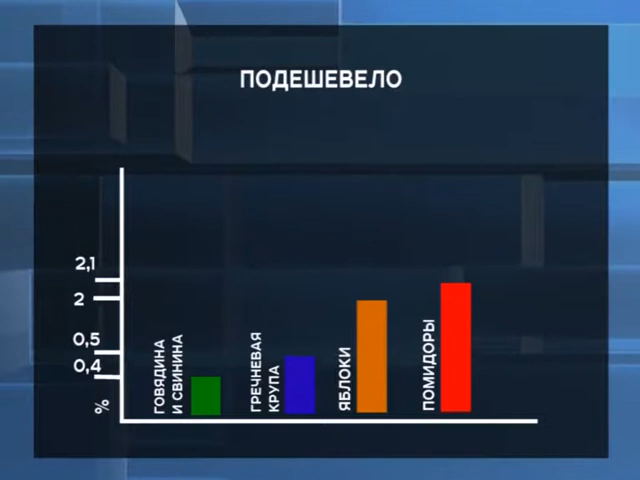 ПОДЕШЕВЕЛО
2,1
2
0,5
0,4
%
ГОВЯДИНА
И СВИНИНА
ГРЕЧНЕВАЯ
КРУПА
ЯБЛОКИ
ПОМИДОРЫ